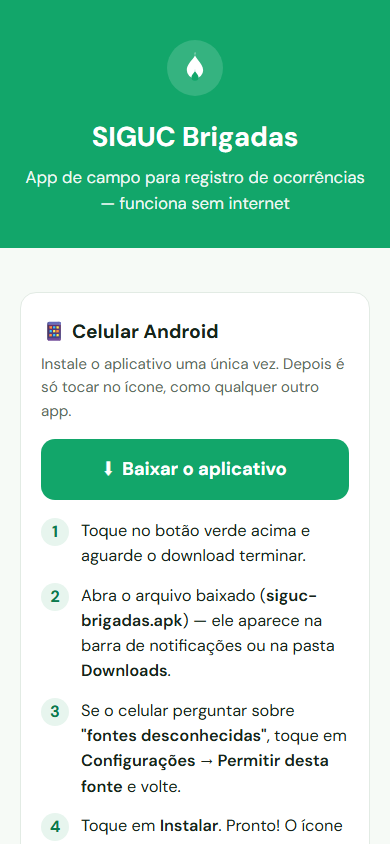 SIGUC Brigadas
App de campo para registro de ocorrências
— funciona sem internet
Celular Android
Instale o aplicativo uma única vez. Depois é
só tocar no ícone, como qualquer outro
app.
⬇ Baixar o aplicativo
1 Toque no botão verde acima e
aguarde o download terminar.
2 Abra o arquivo baixado (siguc-
brigadas.apk) — ele aparece na
barra de notificações ou na pasta
Downloads.
3 Se o celular perguntar sobre
"fontes desconhecidas", toque em
Configurações → Permitir desta
fonte e volte.
4 Toque em Instalar. Pronto! O ícone